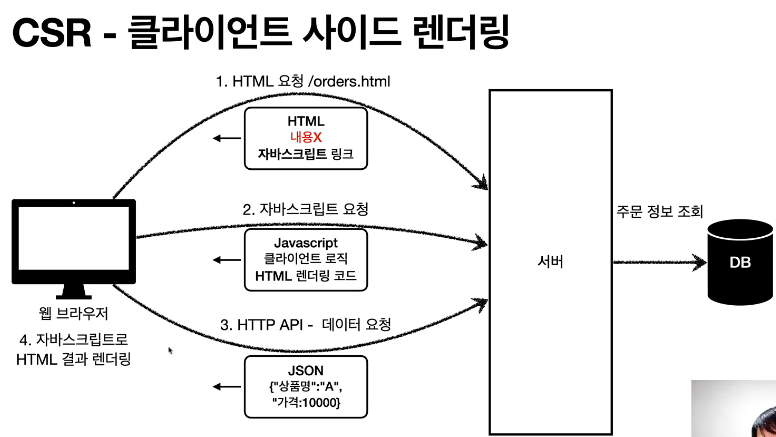 CSR - 클라이언트 사이드 렌더링
1. HTML 요청 /orders.html
HTML
내용X
자바스크립트 링크
2. 자바스크립트 요청
Javascript
클라이언트 로직
HTML 렌더링 코드
3. HTTP API - 데이터 요청
JSON
{"상품명":"A",
"가격:10000}
웹 브라우저
4. 자바스크립트로
HTML 결과 렌더링
서버
주문 정보 조회
DB